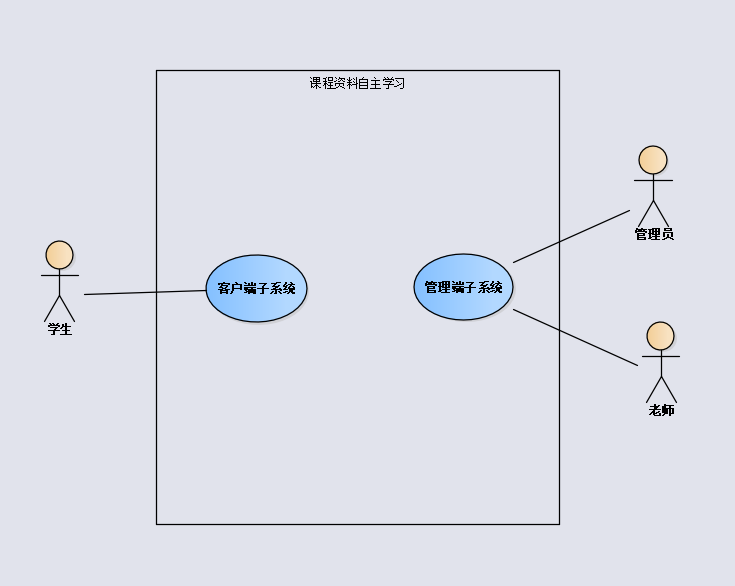 课程资料自主学习
管理员
客户端子系统
管理端子系统
学生
老师